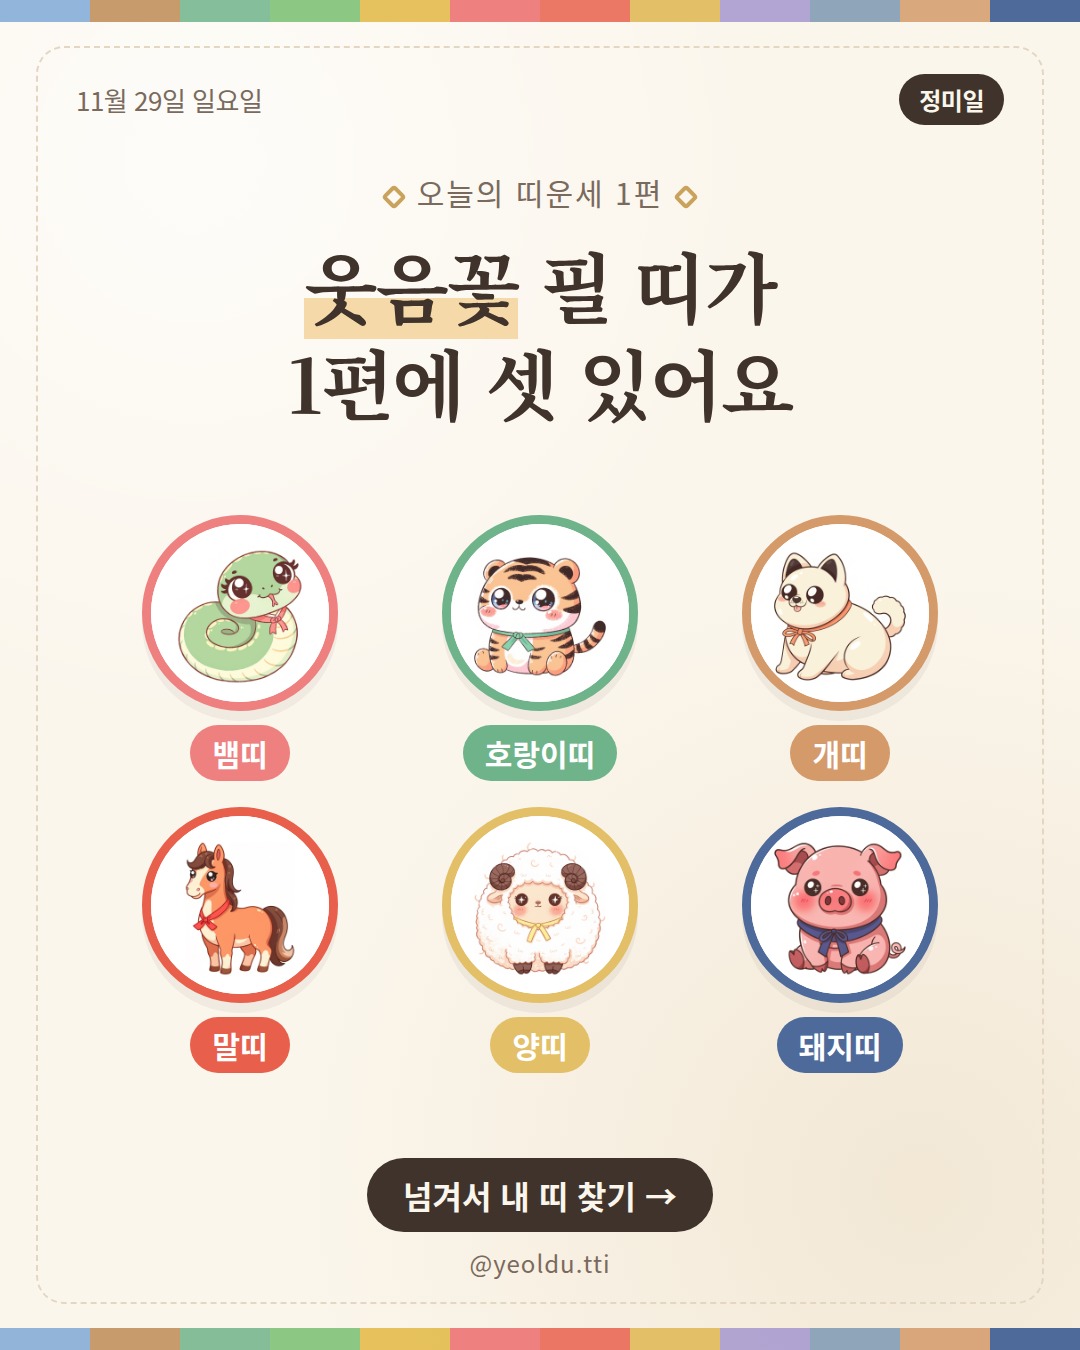 11월 29일 일요일
정미일
오늘의 띠운세 1편
웃음꽃 필 띠가
1편에 셋 있어요
뱀띠
호랑이띠
개띠
말띠
양띠
돼지띠
넘겨서 내 띠 찾기 →
@yeoldu.tti